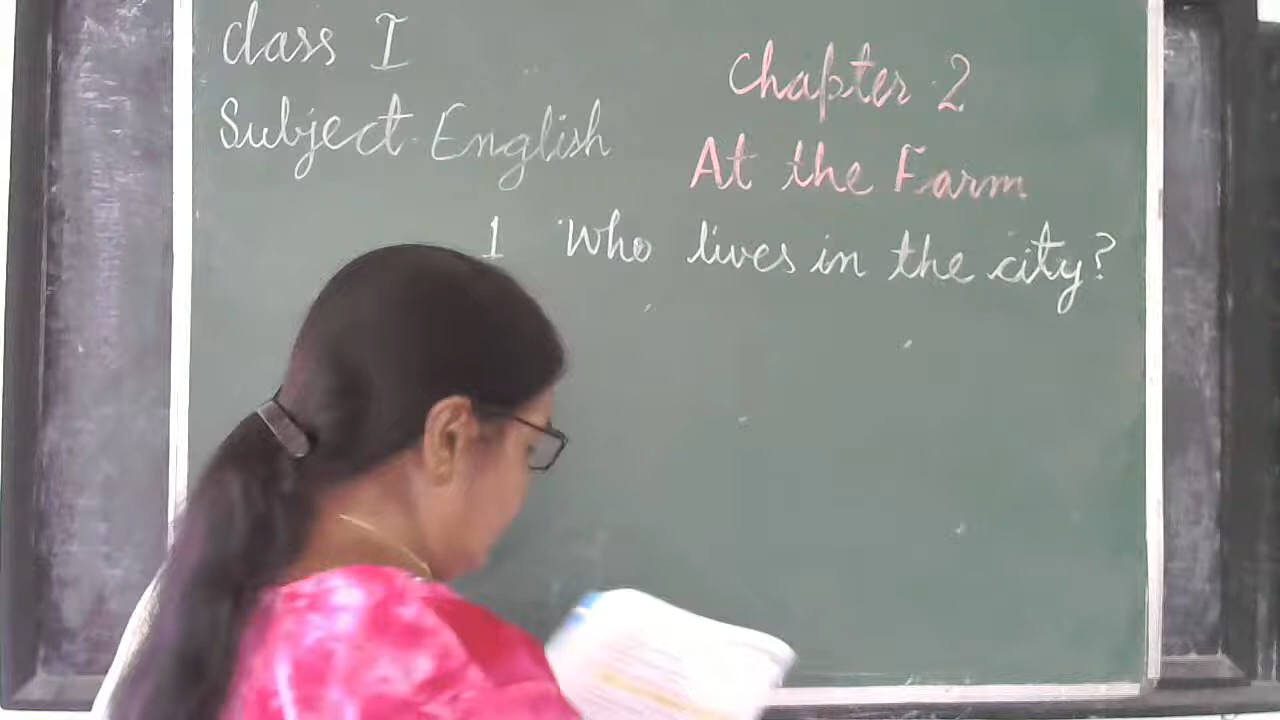 Class I
Subject-English
Chapter-2
At the Farm
1 Who lives in the city?